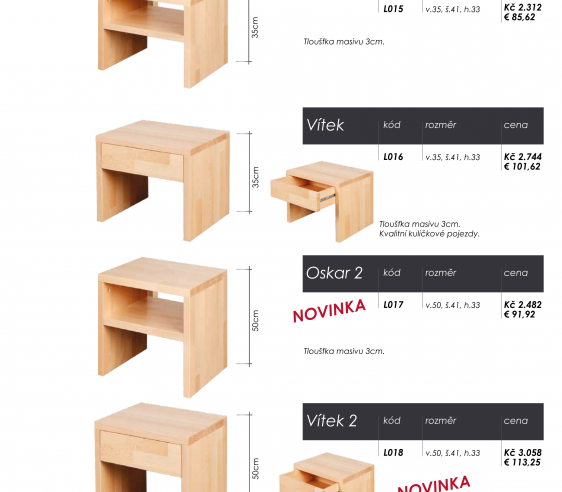 L015 v.35, š.41, h.33 Kč 2.312
€ 85,62
35cm
Tloušťka masivu 3cm.
Vítek kód rozměr cena
L016 v.35, š.41, h.33 Kč 2.744
€ 101,62
35cm
Tloušťka masivu 3cm.
Kvalitní kuličkové pojezdy.
Oskar 2 kód rozměr cena
NOVINKA L017 v.50, š.41, h.33 Kč 2.482
€ 91,92
50cm
Tloušťka masivu 3cm.
Vítek 2 kód rozměr cena
L018 v.50, š.41, h.33 Kč 3.058
€ 113,25
50cm
NOVINKA